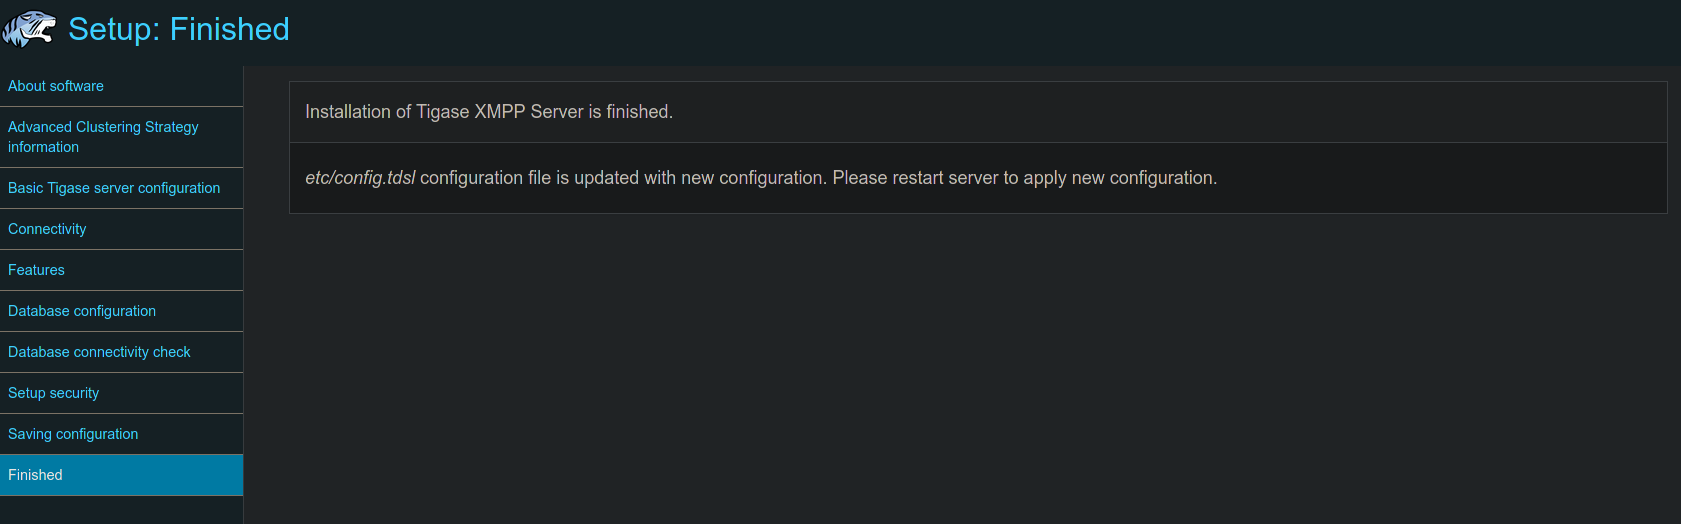 Setup: Finished
About software
Advanced Clustering Strategy
information
Basic Tigase server configuration
Connectivity
Features
Database configuration
Database connectivity check
Setup security
Saving configuration
Finished
Installation of Tigase XMPP Server is finished.
etc/config.tdsl configuration file is updated with new configuration. Please restart server to apply new configuration.